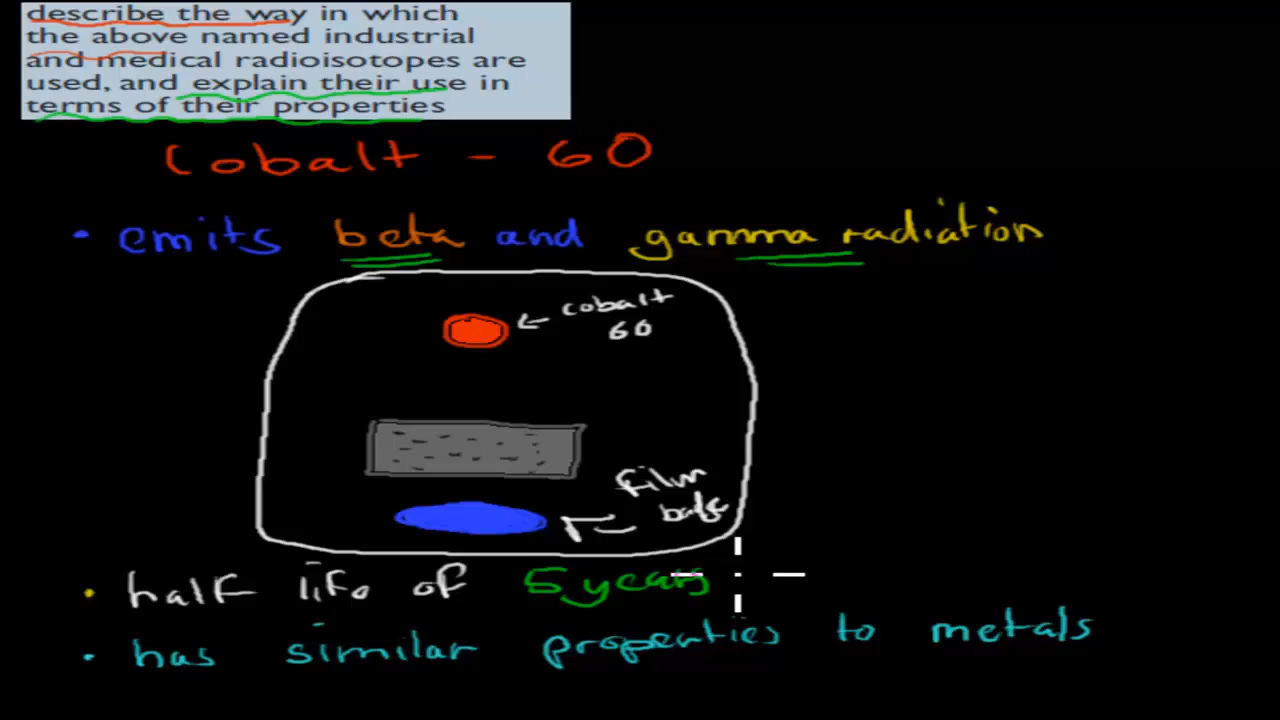 describe the way in which
the above named industrial
and medical radioisotopes are
used, and explain their use in
terms of their properties
Cobalt - 60
• emits beta and gamma radiation
cobalt
60
film
• half life of 5 years
• has similar properties to metals